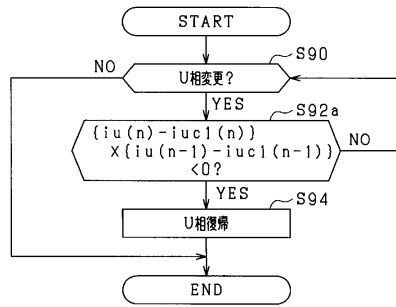 START
S90
NO
U相変更?
YES
S92a
{iu(n)-iuc1(n)}
X{iu(n-1)-iuc1(n-1)}
<0?
NO
YES
S94
U相復帰
END